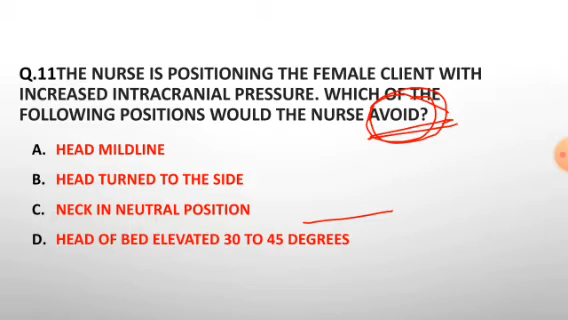 Q.11THE NURSE IS POSITIONING THE FEMALE CLIENT WITH
INCREASED INTRACRANIAL PRESSURE. WHICH OF THE
FOLLOWING POSITIONS WOULD THE NURSE AVOID?
A. HEAD MILDLINE
B. HEAD TURNED TO THE SIDE
C. NECK IN NEUTRAL POSITION
D. HEAD OF BED ELEVATED 30 TO 45 DEGREES